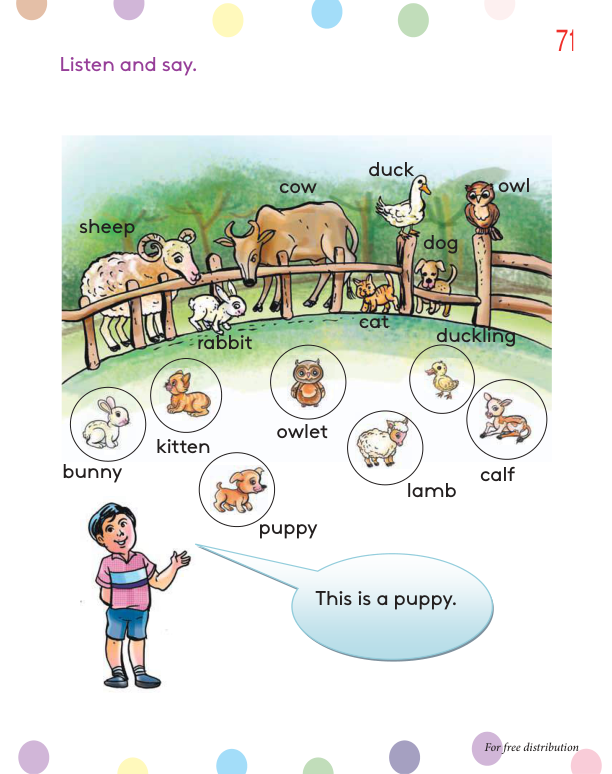 71
Listen and say.
duck
cow
owl
sheep
dog
cat
duckling
rabbit
owlet
kitten
bunny
calf
lamb
puppy
This is a puppy.
For free distribution